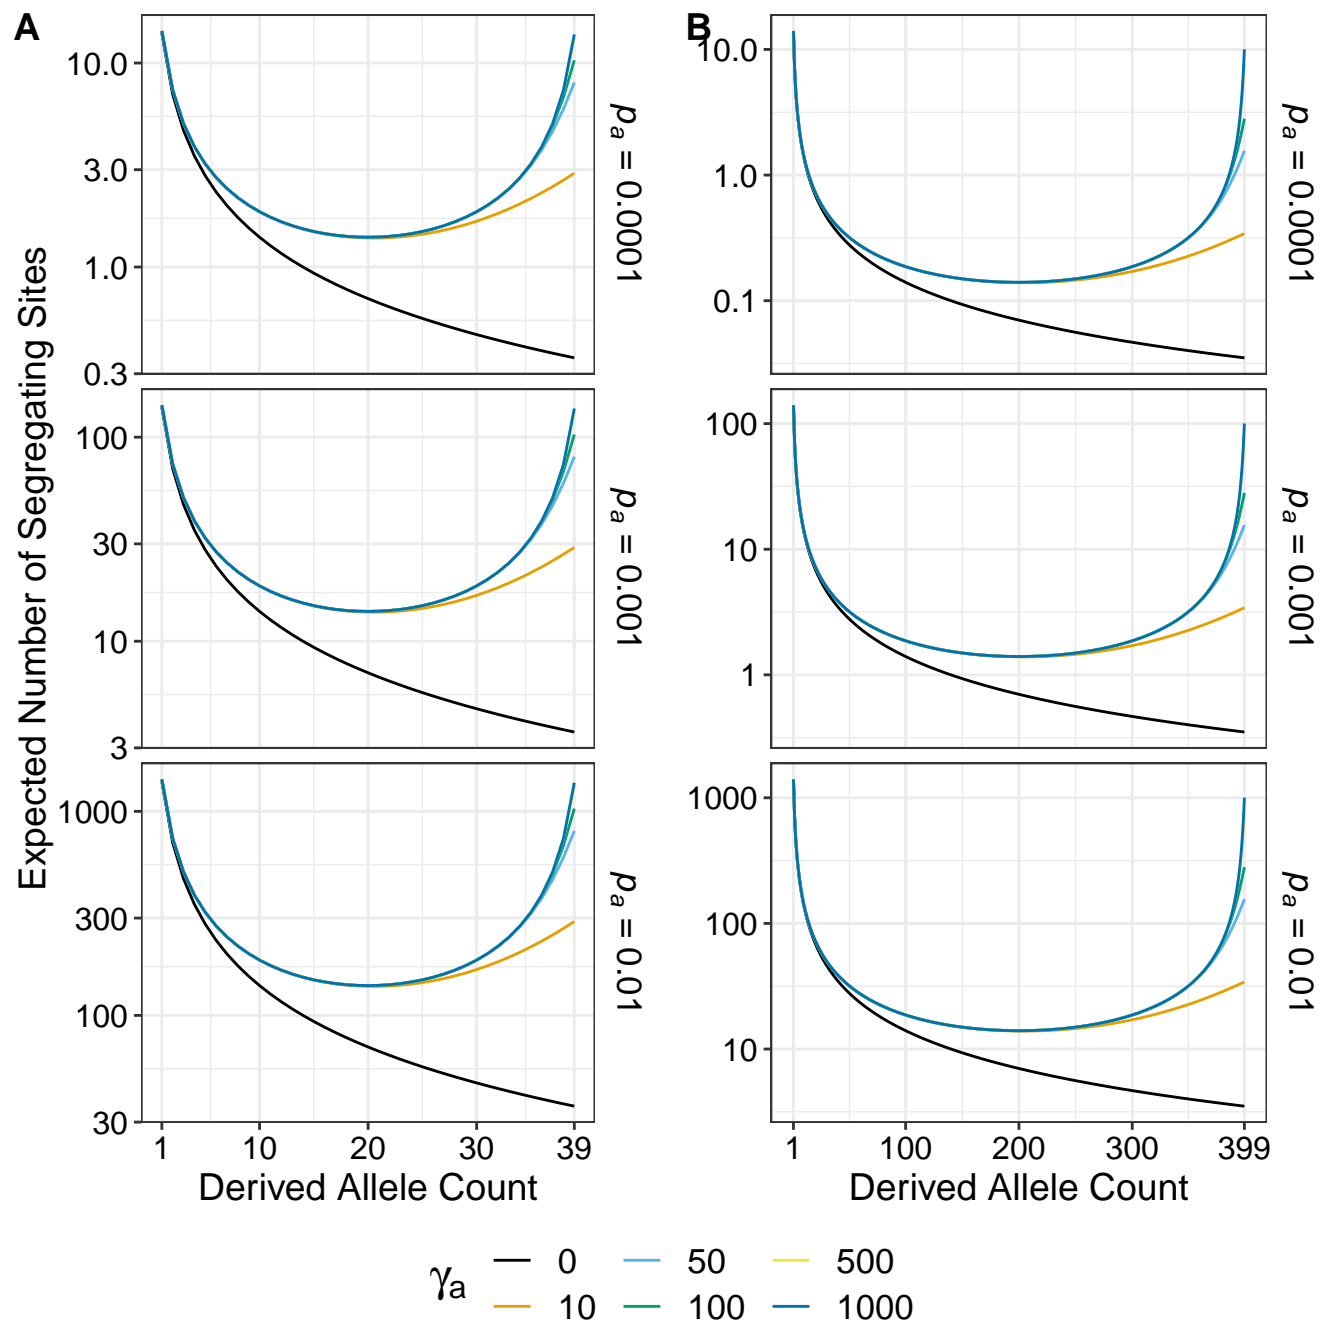 A
B
Expected Number of Segregating Sites
10.0
3.0
1.0
0.3
pₐ = 0.0001
10.0
1.0
0.1
pₐ = 0.0001
100
30
10
3
pₐ = 0.001
100
10
1
pₐ = 0.001
1000
300
100
30
pₐ = 0.01
1000
100
10
pₐ = 0.01
1 10 20 30 39
1 100 200 300 399
Derived Allele Count
Derived Allele Count
γₐ
0 50 500
10 100 1000